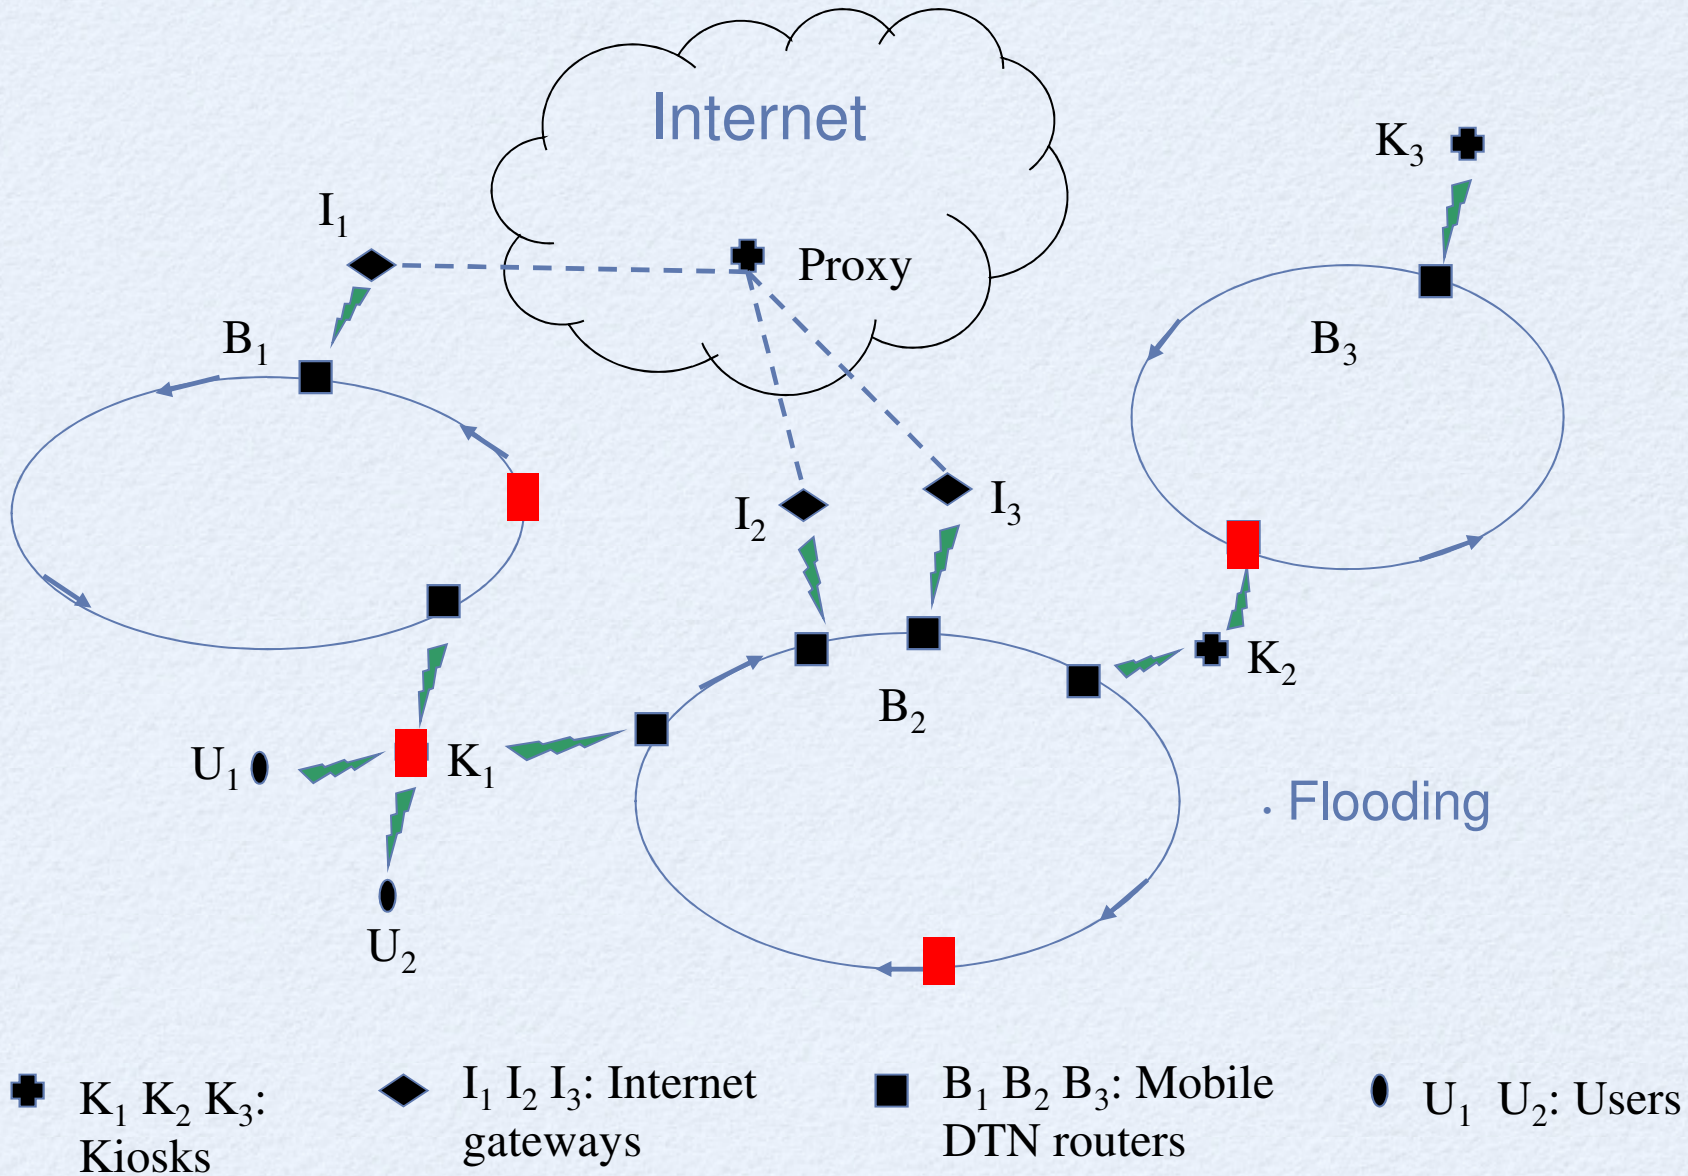 Internet
K₃
I₁
Proxy
B₁
B₃
I₂
I₃
K₂
B₂
U₁
K₁
. Flooding
U₂
K₁ K₂ K₃:
Kiosks
I₁ I₂ I₃: Internet
gateways
B₁ B₂ B₃: Mobile
DTN routers
U₁ U₂: Users